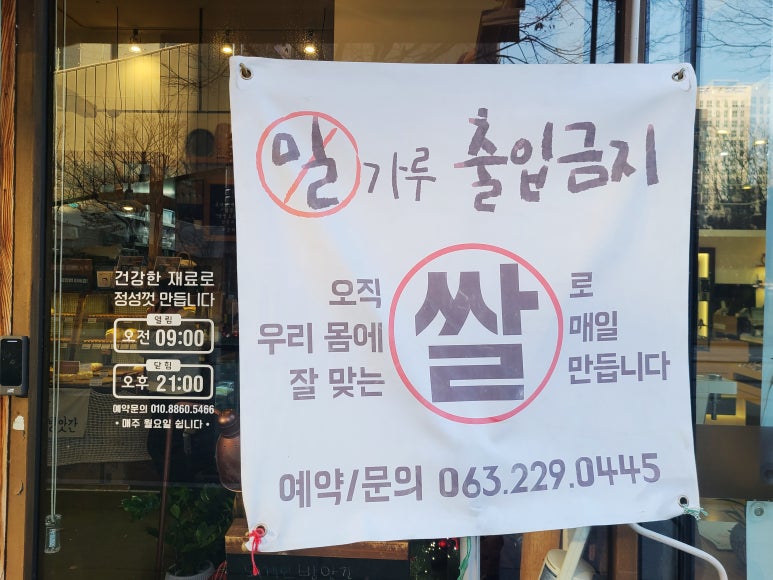 밀가루 출입금지
오직
우리 몸에
잘 맞는
쌀
로
매일
만듭니다
예약/문의 063.229.0445
건강한 재료로
정성껏 만듭니다
열림
오전 09:00
닫힘
오후 21:00
예약문의 010.8860.5466
• 매주 월요일 쉽니다 •
방앗간